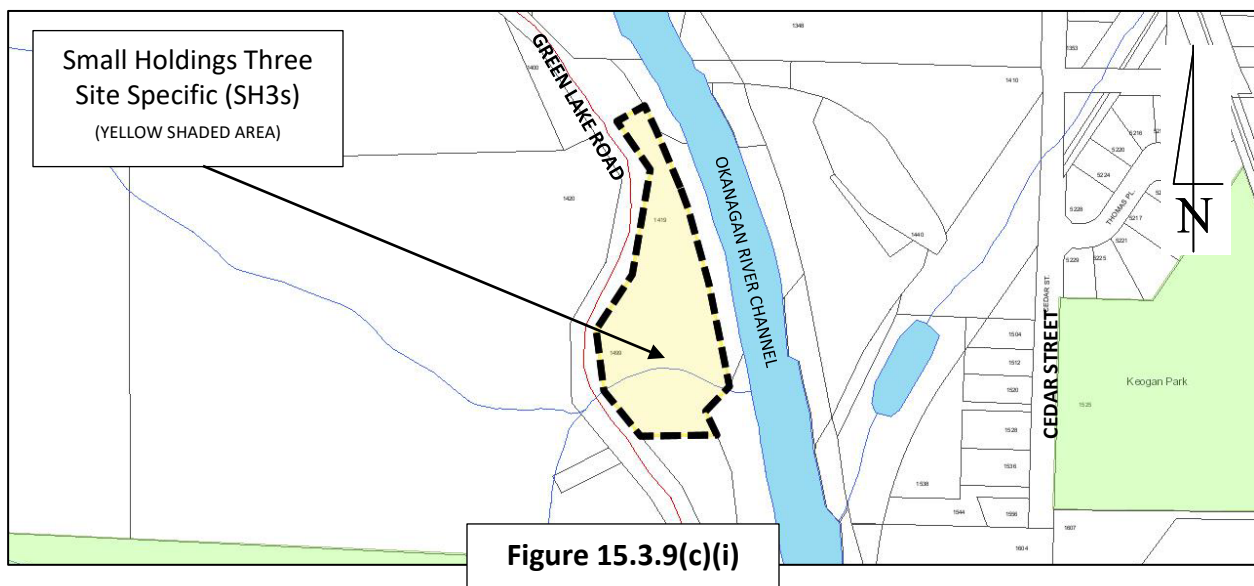 Small Holdings Three
Site Specific (SH3s)
(YELLOW SHADED AREA)
GREEN LAKE ROAD
OKANAGAN RIVER CHANNEL
1348
1353
1400
1410
5216
5220
5224
THOMAS PL.
5228
5217
5221
5225
5229
N
1420
1419
1440
CEDAR ST.
CEDAR STREET
1504
1512
1520
Keogan Park
1528
1536
1538
1544
1556
1607
1604
Figure 15.3.9(c)(i)